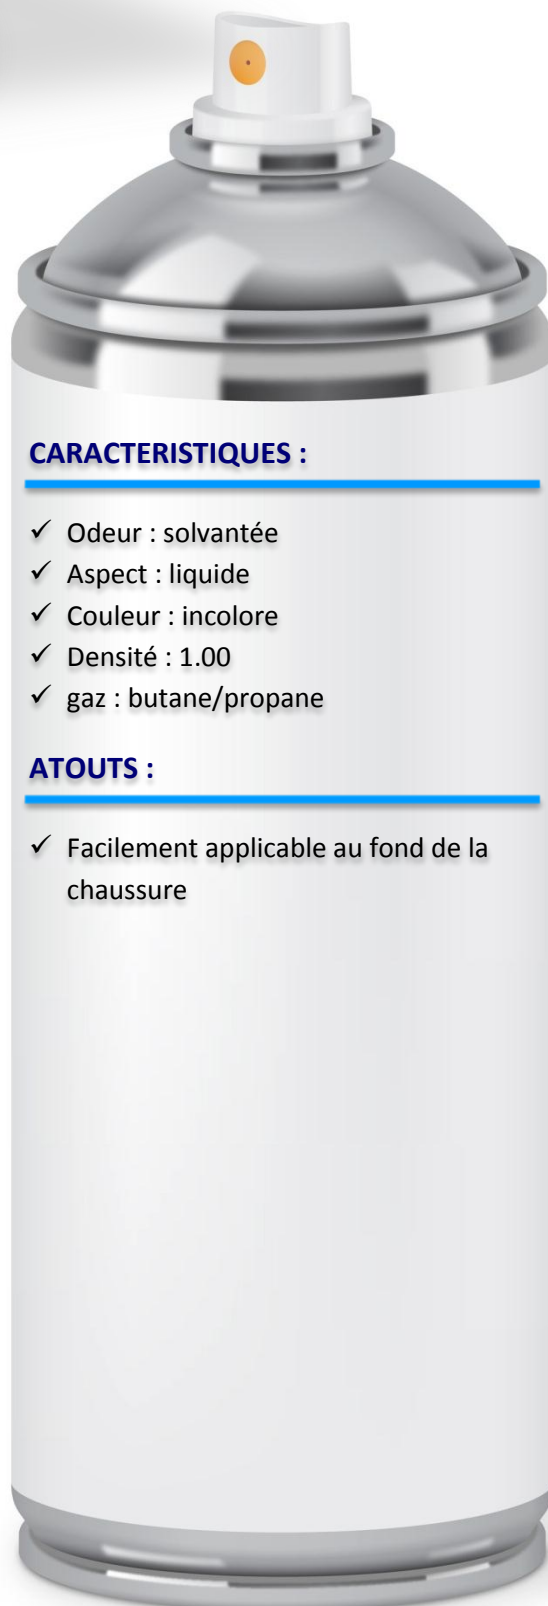 CARACTERISTIQUES :
✓ Odeur : solvantée
✓ Aspect : liquide
✓ Couleur : incolore
✓ Densité : 1.00
✓ gaz : butane/propane
ATOUTS :
✓ Facilement applicable au fond de la
chaussure